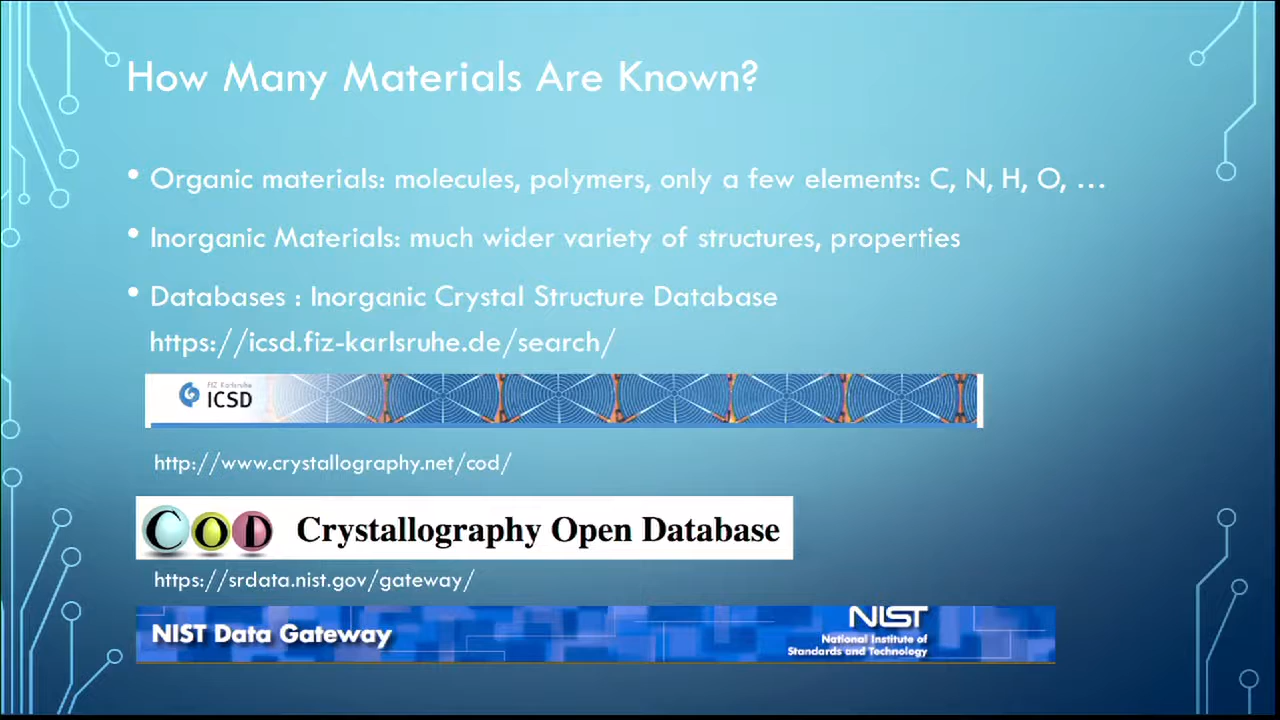 How Many Materials Are Known?
• Organic materials: molecules, polymers, only a few elements: C, N, H, O, …
• Inorganic Materials: much wider variety of structures, properties
• Databases : Inorganic Crystal Structure Database
https://icsd.fiz-karlsruhe.de/search/
FIZ Karlsruhe
ICSD
http://www.crystallography.net/cod/
COD Crystallography Open Database
https://srdata.nist.gov/gateway/
NIST Data Gateway
NIST
National Institute of
Standards and Technology